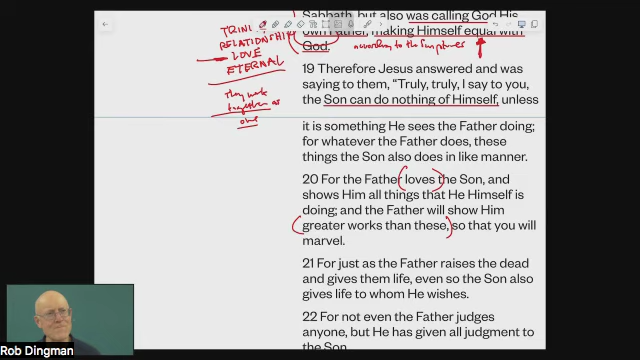 Sabbath, but also was calling God His
own Father, making Himself equal with
God.
according to the Scriptures
TRINI
RELATIONSHIP
LOVE
ETERNAL
They work
together as
one
19 Therefore Jesus answered and was
saying to them, “Truly, truly, I say to you,
the Son can do nothing of Himself, unless
it is something He sees the Father doing;
for whatever the Father does, these
things the Son also does in like manner.
20 For the Father loves the Son, and
shows Him all things that He Himself is
doing; and the Father will show Him
greater works than these, so that you will
marvel.
21 For just as the Father raises the dead
and gives them life, even so the Son also
gives life to whom He wishes.
22 For not even the Father judges
anyone, but He has given all judgment to
the Son
Rob Dingman